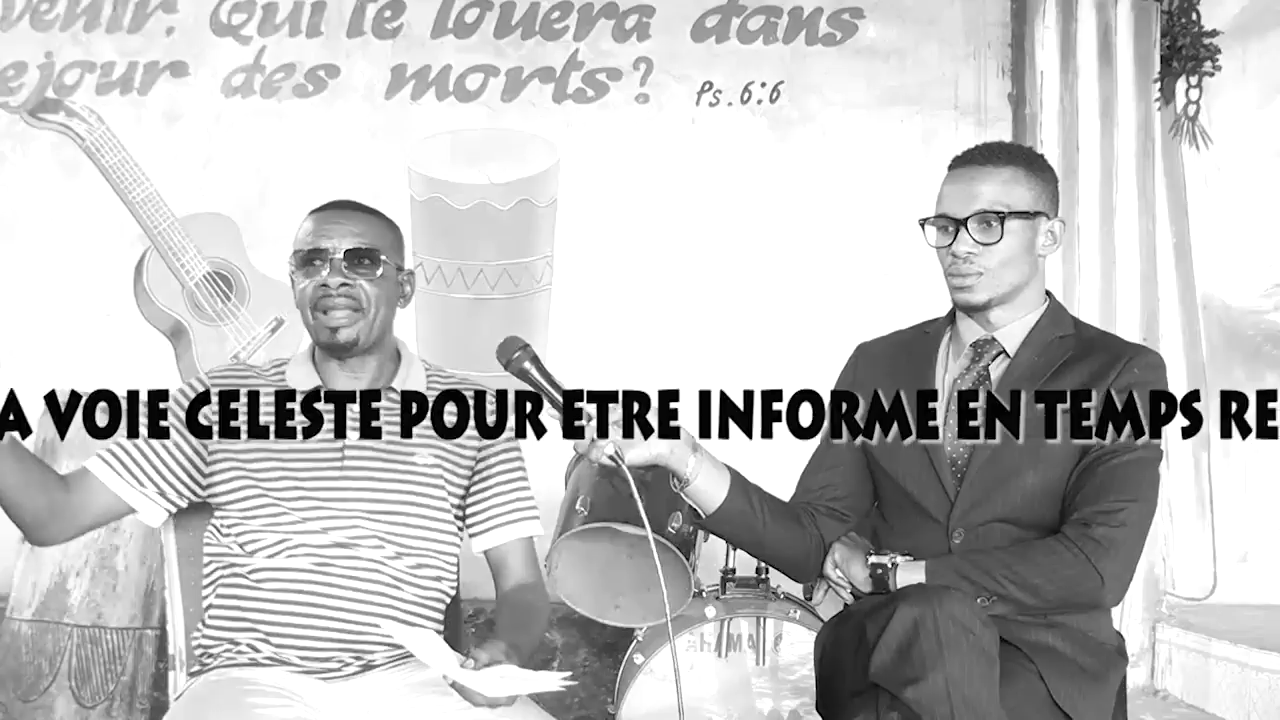 venir. Qui te louera dans
ejour des morts? Ps. 6:6
A VOIE CELESTE POUR ETRE INFORME EN TEMPS RE